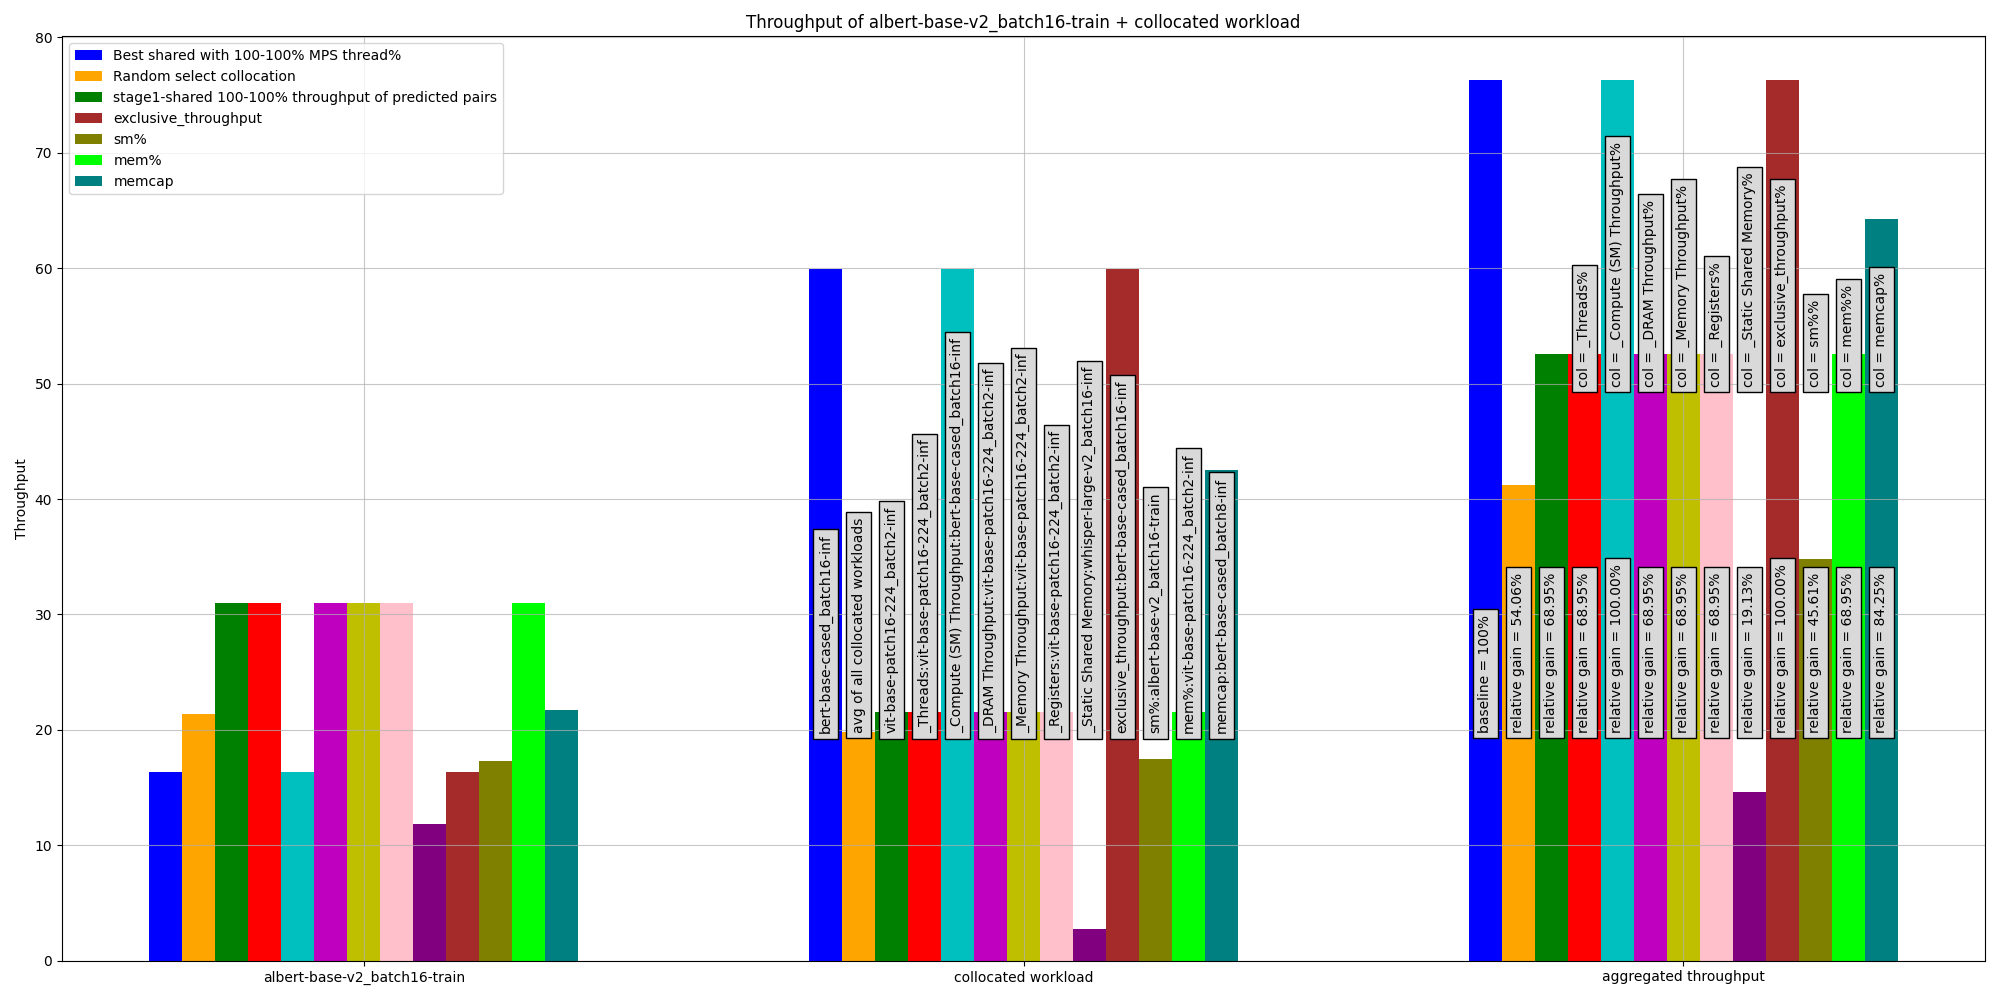 Throughput of albert-base-v2_batch16-train + collocated workload
Best shared with 100-100% MPS thread%
Random select collocation
stage1-shared 100-100% throughput of predicted pairs
exclusive_throughput
sm%
mem%
memcap
Throughput
80
70
60
50
40
30
20
10
0
bert-base-cased_batch16-inf
avg of all collocated workloads
vit-base-patch16-224_batch2-inf
_Threads:vit-base-patch16-224_batch2-inf
_Compute (SM) Throughput:bert-base-cased_batch16-inf
_DRAM Throughput:vit-base-patch16-224_batch2-inf
_Memory Throughput:vit-base-patch16-224_batch2-inf
_Registers:vit-base-patch16-224_batch2-inf
_Static Shared Memory:whisper-large-v2_batch16-inf
exclusive_throughput:bert-base-cased_batch16-inf
sm%:albert-base-v2_batch16-train
mem%:vit-base-patch16-224_batch2-inf
memcap:bert-base-cased_batch8-inf
col = _Threads%
col = _Compute (SM) Throughput%
col = _DRAM Throughput%
col = _Memory Throughput%
col = _Registers%
col = _Static Shared Memory%
col = exclusive_throughput%
col = sm%%
col = mem%%
col = memcap%
baseline = 100%
relative gain = 54.06%
relative gain = 68.95%
relative gain = 68.95%
relative gain = 100.00%
relative gain = 68.95%
relative gain = 68.95%
relative gain = 68.95%
relative gain = 19.13%
relative gain = 100.00%
relative gain = 45.61%
relative gain = 68.95%
relative gain = 84.25%
albert-base-v2_batch16-train
collocated workload
aggregated throughput